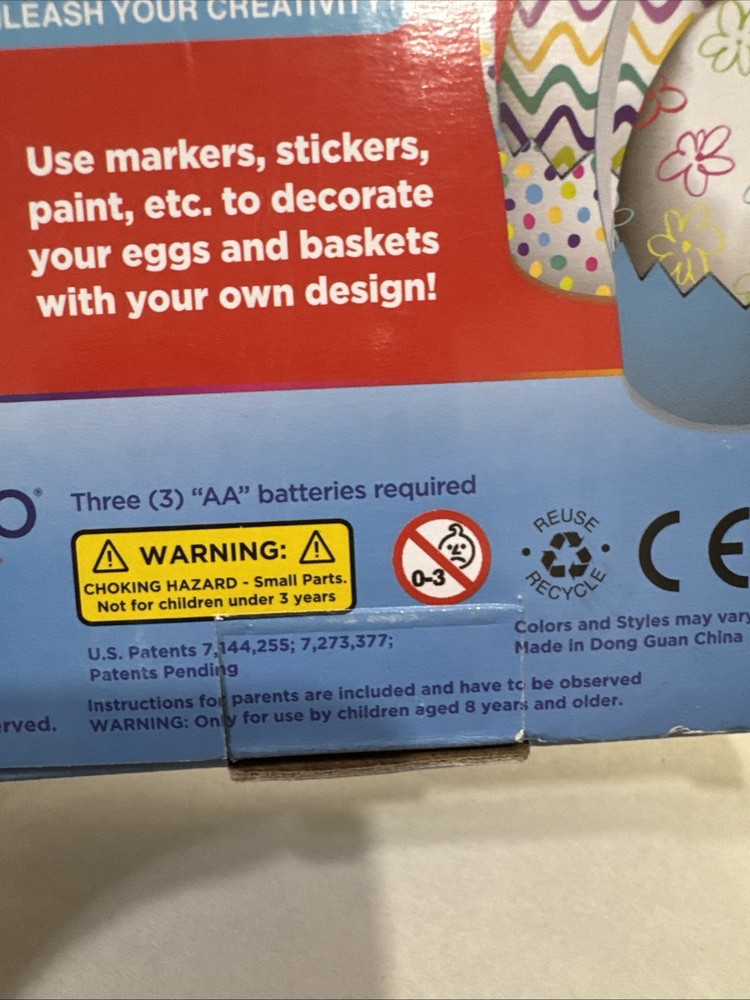 LEASH YOUR CREATIVITY!
Use markers, stickers,
paint, etc. to decorate
your eggs and baskets
with your own design!
O®
Three (3) “AA” batteries required
WARNING:
CHOKING HAZARD - Small Parts.
Not for children under 3 years
0-3
REUSE
RECYCLE
CE
U.S. Patents 7,144,255; 7,273,377;
Patents Pending
Colors and Styles may vary
Made in Dong Guan China
Instructions for parents are included and have to be observed
WARNING: Only for use by children aged 8 years and older.
rved.